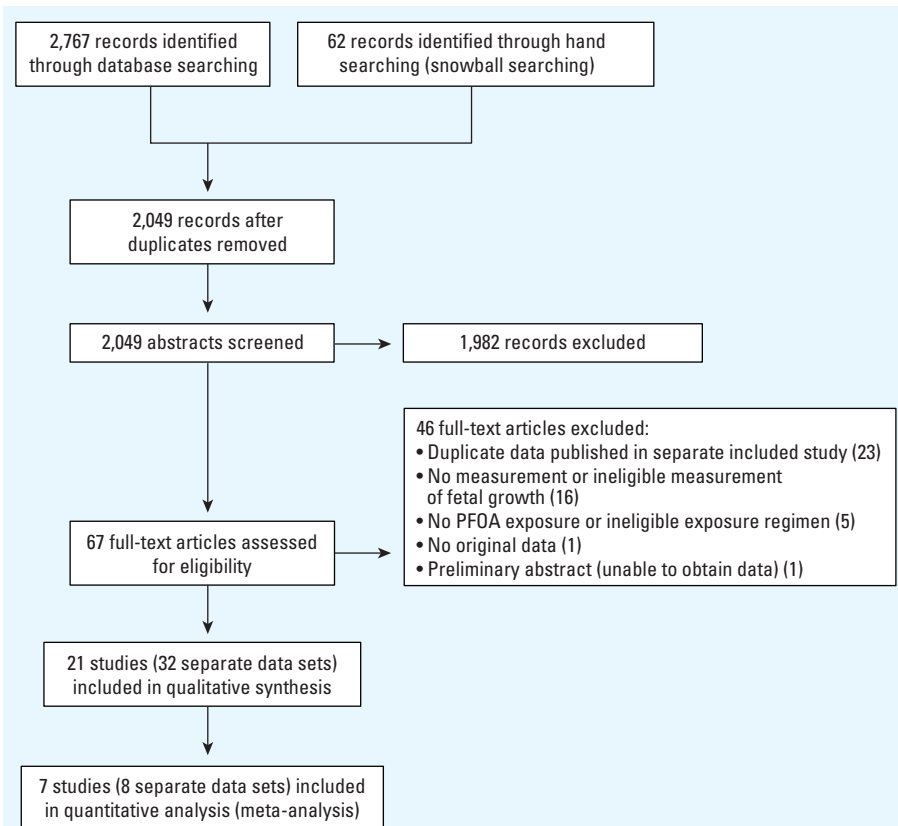 2,767 records identified
through database searching
62 records identified through hand
searching (snowball searching)
2,049 records after
duplicates removed
2,049 abstracts screened
1,982 records excluded
67 full-text articles assessed
for eligibility
46 full-text articles excluded:
• Duplicate data published in separate included study (23)
• No measurement or ineligible measurement
of fetal growth (16)
• No PFOA exposure or ineligible exposure regimen (5)
• No original data (1)
• Preliminary abstract (unable to obtain data) (1)
21 studies (32 separate data sets)
included in qualitative synthesis
7 studies (8 separate data sets) included
in quantitative analysis (meta-analysis)